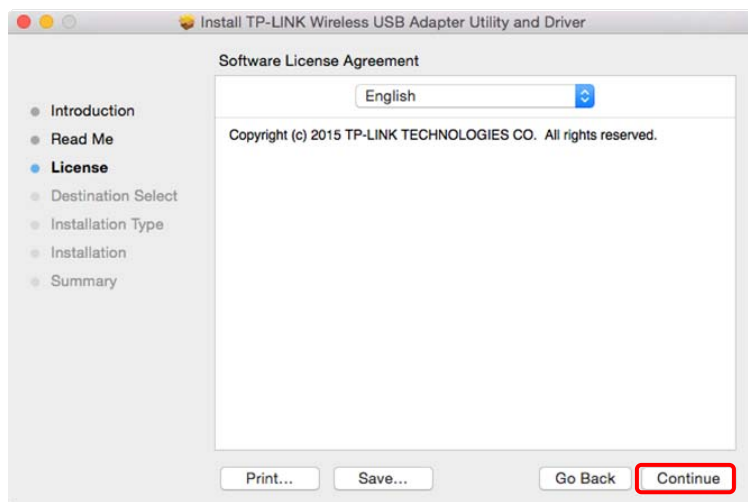 Install TP-LINK Wireless USB Adapter Utility and Driver
Software License Agreement
Introduction
Read Me
License
Destination Select
Installation Type
Installation
Summary
English
Copyright (c) 2015 TP-LINK TECHNOLOGIES CO. All rights reserved.
Print... Save... Go Back Continue